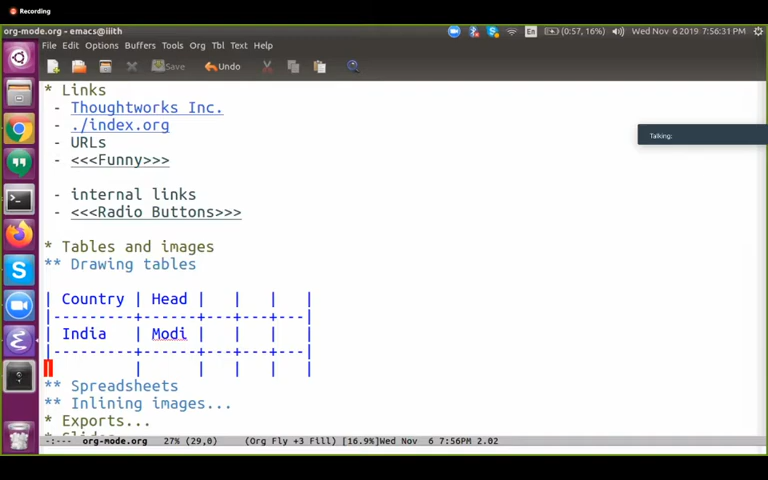 Recording
org-mode.org - emacs@iiith
En (0:57, 16%) Wed Nov 6 2019 7:56:31 PM
File Edit Options Buffers Tools Org Tbl Text Help
Save Undo
* Links
- Thoughtworks Inc.
- ./index.org
- URLs
- <<<Funny>>>
Talking:
- internal links
- <<<Radio Buttons>>>
* Tables and images
** Drawing tables
| Country | Head | | | |
|---------+------+---+---+---|
| India | Modi | | | |
|---------+------+---+---+---|
| | | | | |
** Spreadsheets
** Inlining images...
* Exports...
-:--- org-mode.org 27% (29,0) (Org Fly +3 Fill) [16.9%]Wed Nov 6 7:56PM 2.02